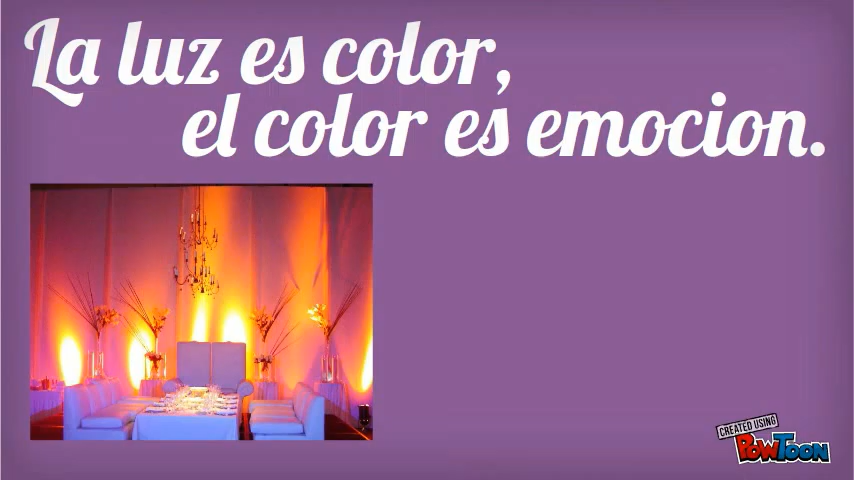 La luz es color,
el color es emocion.
CREATED USING
POWTOON